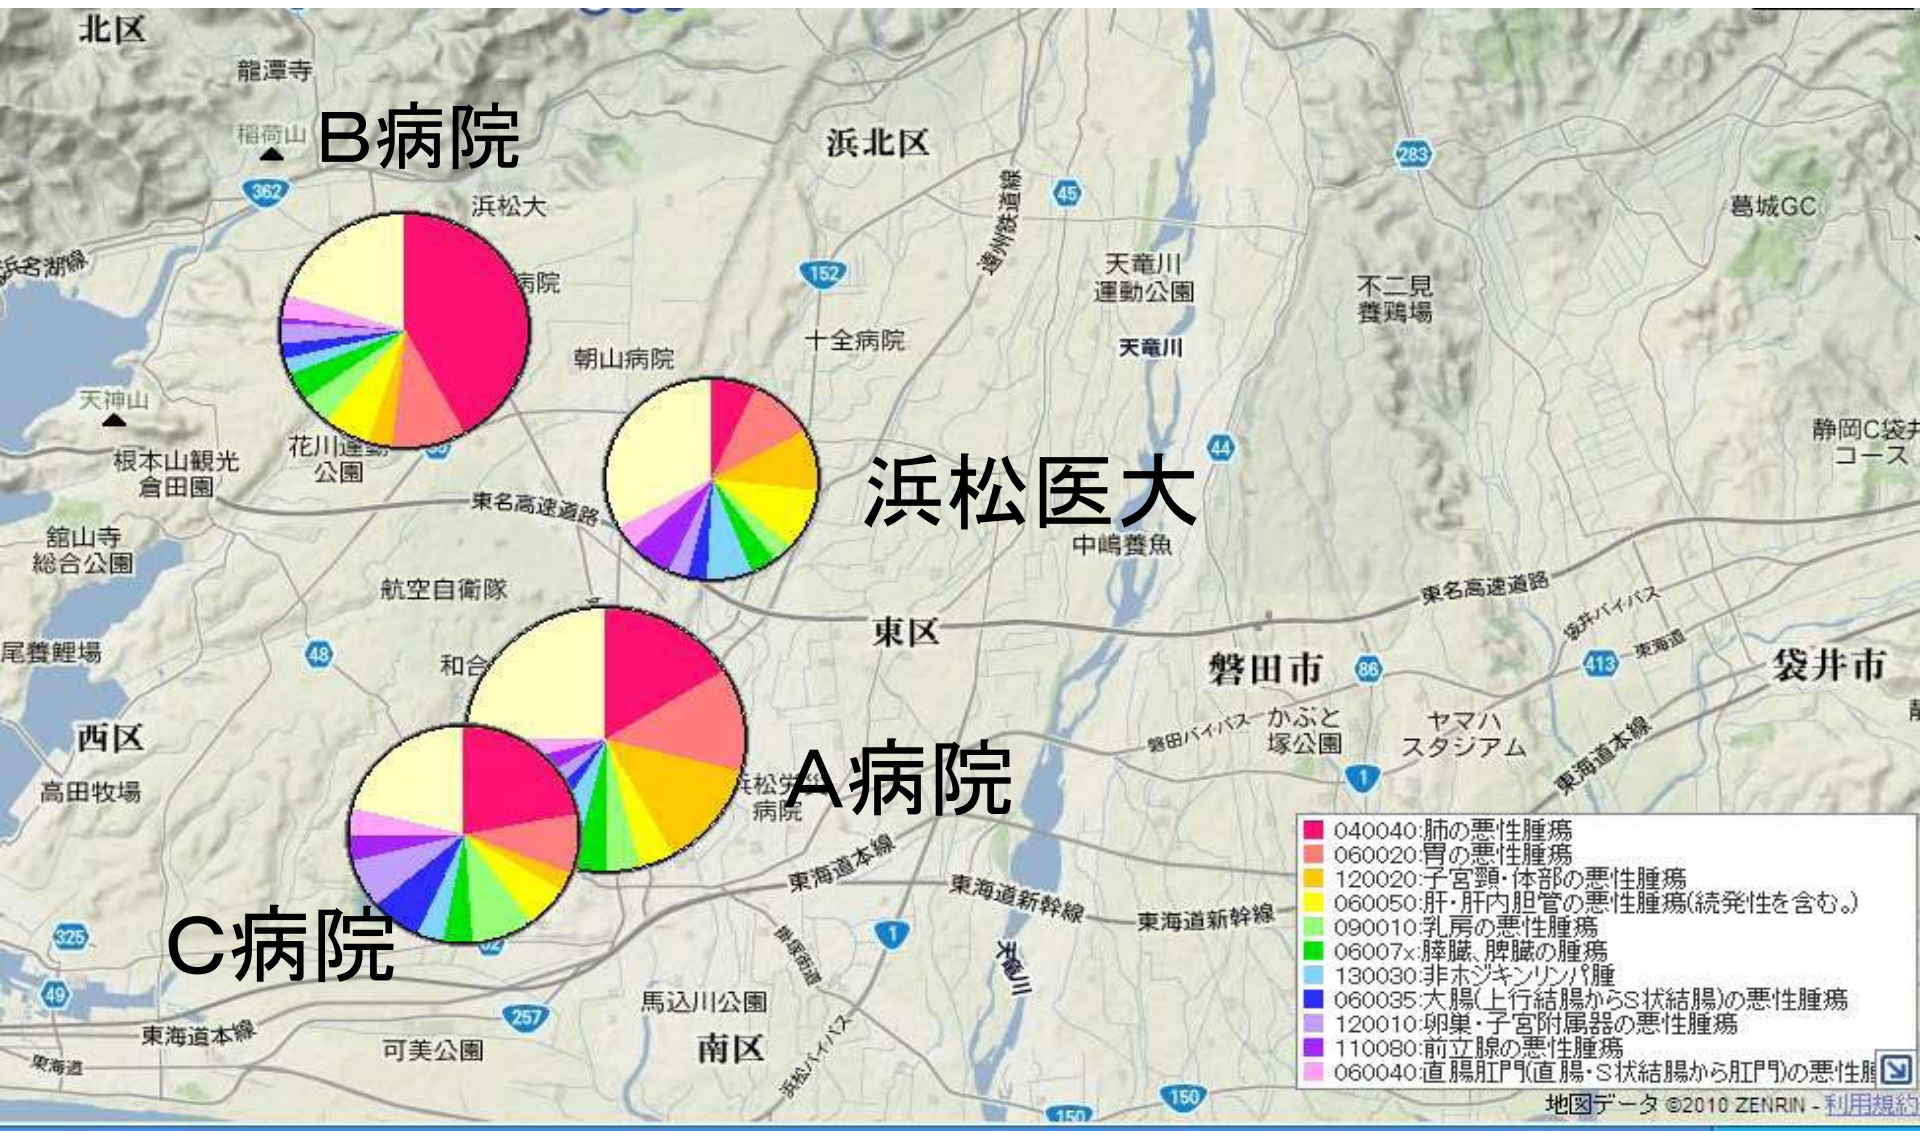 北区
龍潭寺
稲荷山
B病院
浜北区
283
362
浜松大
遠州鉄道線
45
葛城GC
病院
152
天竜川
運動公園
不二見
養鶏場
十全病院
天竜川
朝山病院
天神山
44
静岡C袋井
コース
根本山観光
倉田園
花川運動
公園
東名高速道路
浜松医大
舘山寺
総合公園
中嶋養魚
航空自衛隊
東名高速道路
袋井バイパス
東区
東海道
尾養鯉場
48
和合
磐田市
86
413
袋井市
西区
磐田バイパス
かぶと
塚公園
ヤマハ
スタジアム
東海道本線
高田牧場
浜松労災
病院
A病院
1
東海道本線
東海道新幹線
東海道新幹線
C病院
325
1
掛塚街道
天竜川
49
257
馬込川公園
東海道本線
可美公園
南区
浜松バイパス
東海道
150
150
040040:肺の悪性腫瘍
060020:胃の悪性腫瘍
120020:子宮頸・体部の悪性腫瘍
060050:肝・肝内胆管の悪性腫瘍(続発性を含む。)
090010:乳房の悪性腫瘍
06007x:膵臓、脾臓の腫瘍
130030:非ホジキンリンパ腫
060035:大腸(上行結腸からS状結腸)の悪性腫瘍
120010:卵巣・子宮附属器の悪性腫瘍
110080:前立腺の悪性腫瘍
060040:直腸肛門(直腸・S状結腸から肛門)の悪性腫
地図データ ©2010 ZENRIN - 利用規約